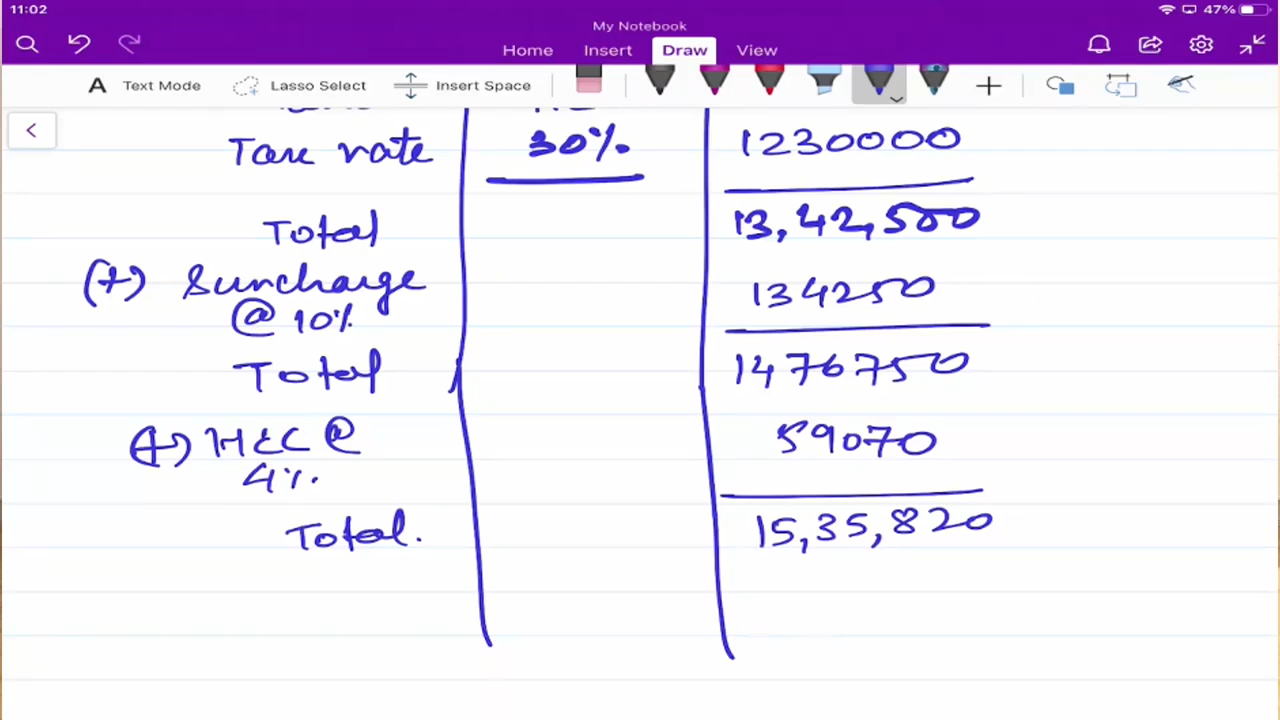 11:02 47%
My Notebook
Home Insert Draw View
A Text Mode Lasso Select Insert Space
Tax rate 30% 1230000
Total 13,42,500
(+) Surcharge 134250
@ 10%
Total 1476750
(+) HEC @ 59070
4%
Total. 15,35,820